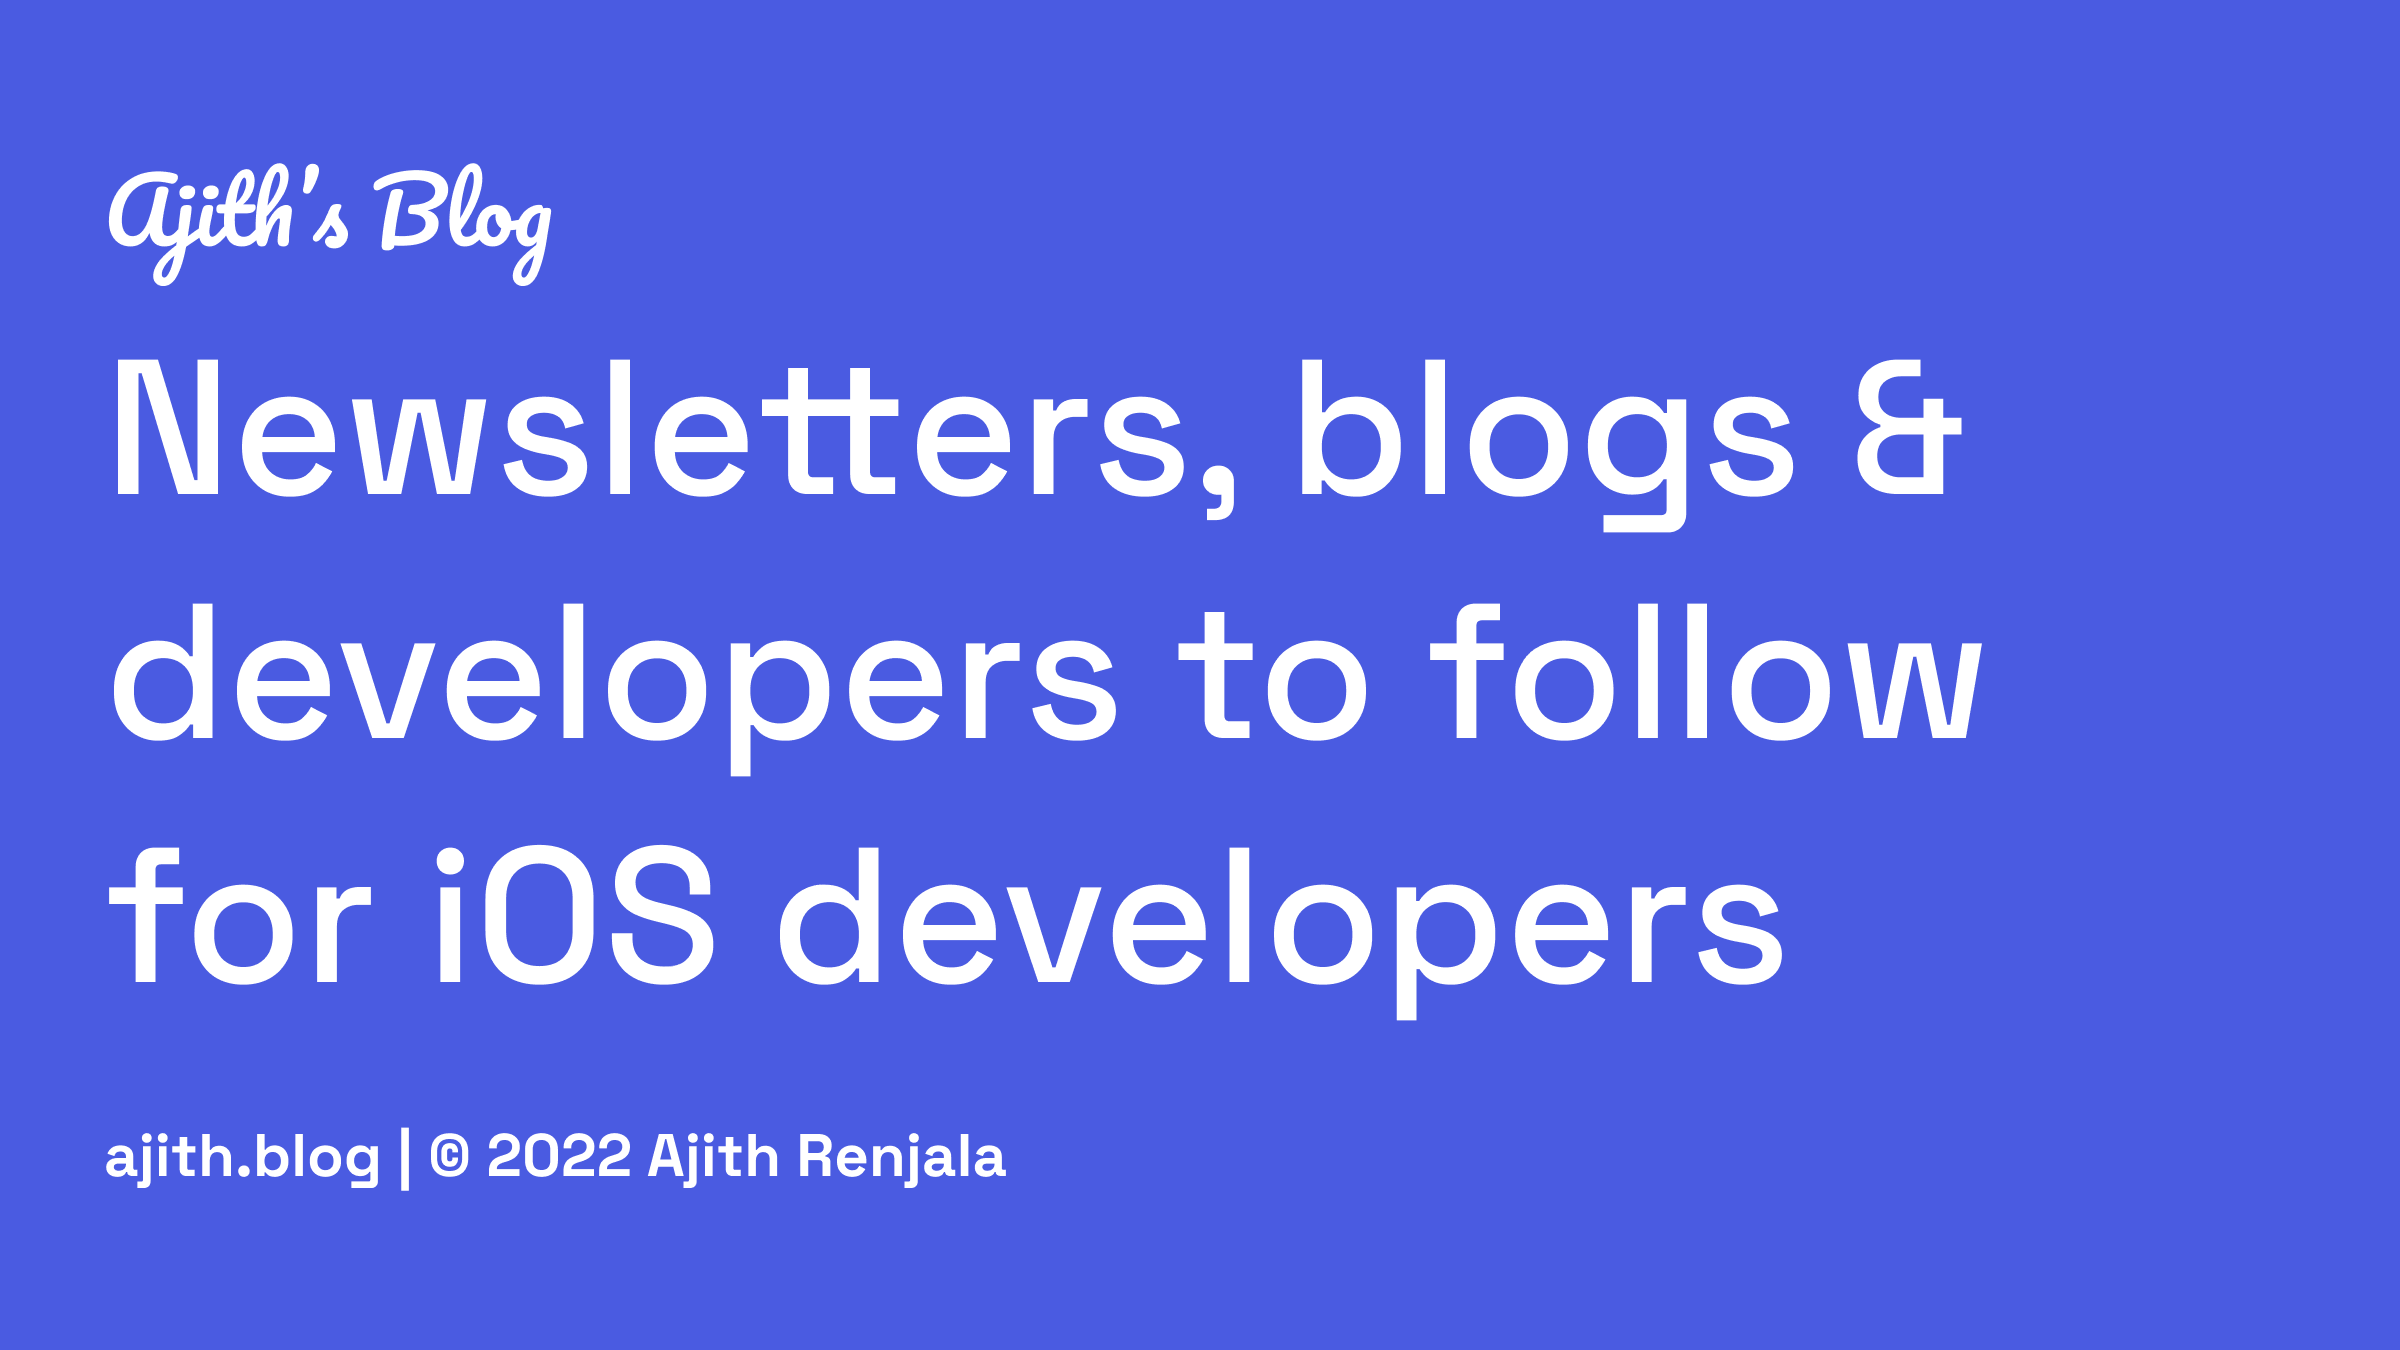 Ajith's Blog
Newsletters, blogs &
developers to follow
for iOS developers
ajith.blog | © 2022 Ajith Renjala